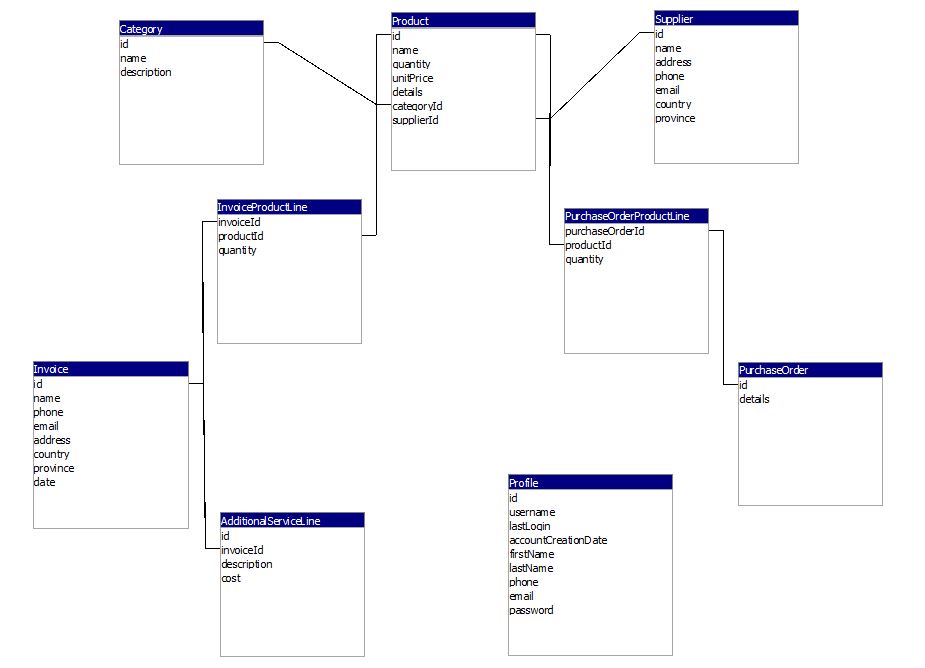 Category
id
name
description
Product
id
name
quantity
unitPrice
details
categoryId
supplierId
Supplier
id
name
address
phone
email
country
province
InvoiceProductLine
invoiceId
productId
quantity
PurchaseOrderProductLine
purchaseOrderId
productId
quantity
Invoice
id
name
phone
email
address
country
province
date
PurchaseOrder
id
details
Profile
id
username
lastLogin
accountCreationDate
firstName
lastName
phone
email
password
AdditionalServiceLine
id
invoiceId
description
cost